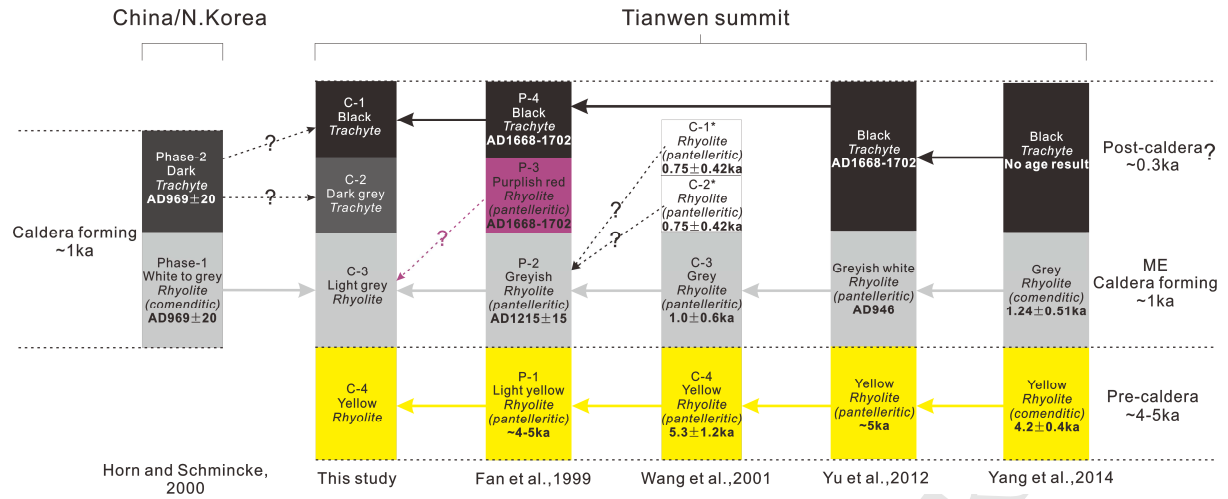 China/N.Korea
Tianwen summit
Caldera forming
~1ka
Phase-2
Dark
Trachyte
AD969±20
Phase-1
White to grey
Rhyolite
(comenditic)
AD969±20
Horn and Schmincke,
2000
?
?
C-1
Black
Trachyte
C-2
Dark grey
Trachyte
C-3
Light grey
Rhyolite
C-4
Yellow
Rhyolite
This study
?
P-4
Black
Trachyte
AD1668-1702
P-3
Purplish red
Rhyolite
(pantelleritic)
AD1668-1702
P-2
Greyish
Rhyolite
(pantelleritic)
AD1215±15
P-1
Light yellow
Rhyolite
(pantelleritic)
~4-5ka
Fan et al.,1999
?
?
C-1*
Rhyolite
(pantelleritic)
0.75±0.42ka
C-2*
Rhyolite
(pantelleritic)
0.75±0.42ka
C-3
Grey
Rhyolite
(pantelleritic)
1.0±0.6ka
C-4
Yellow
Rhyolite
(pantelleritic)
5.3±1.2ka
Wang et al.,2001
Black
Trachyte
AD1668-1702
Greyish white
Rhyolite
(pantelleritic)
AD946
Yellow
Rhyolite
(pantelleritic)
~5ka
Yu et al.,2012
Black
Trachyte
No age result
Grey
Rhyolite
(comenditic)
1.24±0.51ka
Yellow
Rhyolite
(comenditic)
4.2±0.4ka
Yang et al.,2014
Post-caldera?
~0.3ka
ME
Caldera forming
~1ka
Pre-caldera
~4-5ka